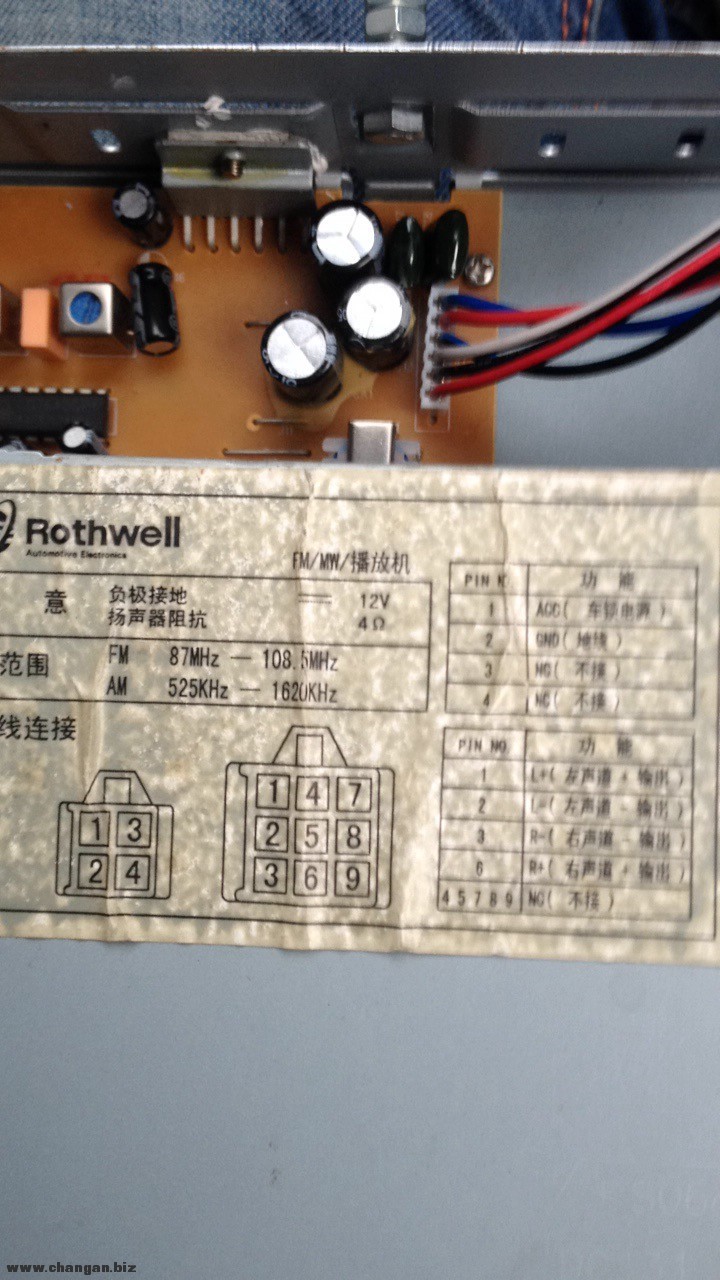 Rothwell
Automotive Electronics
FM/MW/播放机
意 负极接地 12V
扬声器阻抗 4Ω
范围 FM 87MHz — 108.5MHz
AM 525KHz — 1620KHz
线连接
1 3
2 4
1 4 7
2 5 8
3 6 9
PIN N 功 能
1 ACC( 车锁电源 )
2 GND( 地线 )
3 NC( 不接 )
4 NC( 不接 )
PIN NO 功 能
1 L+( 左声道 + 输出 )
2 L-( 左声道 - 输出 )
3 R-( 右声道 - 输出 )
6 R+( 右声道 + 输出 )
4 5 7 8 9 NC( 不接 )
www.changan.biz